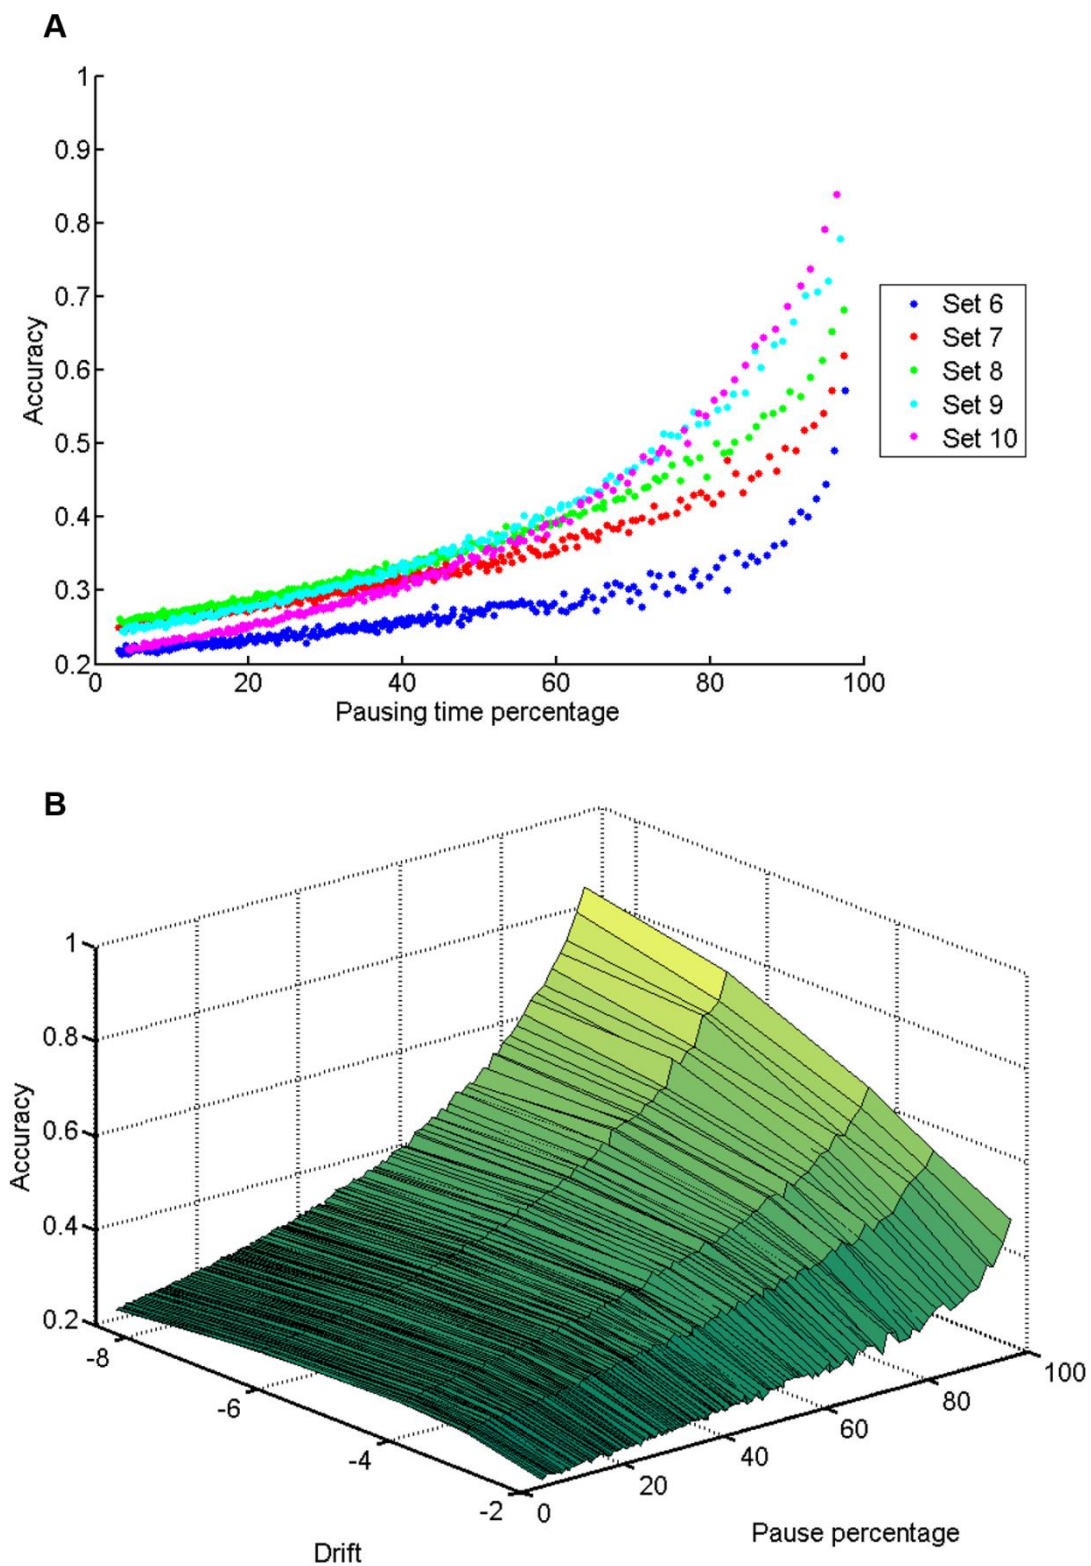 A
1
0.9
0.8
0.7
0.6
0.5
0.4
0.3
0.2
Accuracy
0 20 40 60 80 100
Pausing time percentage
Set 6
Set 7
Set 8
Set 9
Set 10
B
1
0.8
0.6
0.4
0.2
Accuracy
-8
-6
-4
-2
Drift
0
20
40
60
80
100
Pause percentage